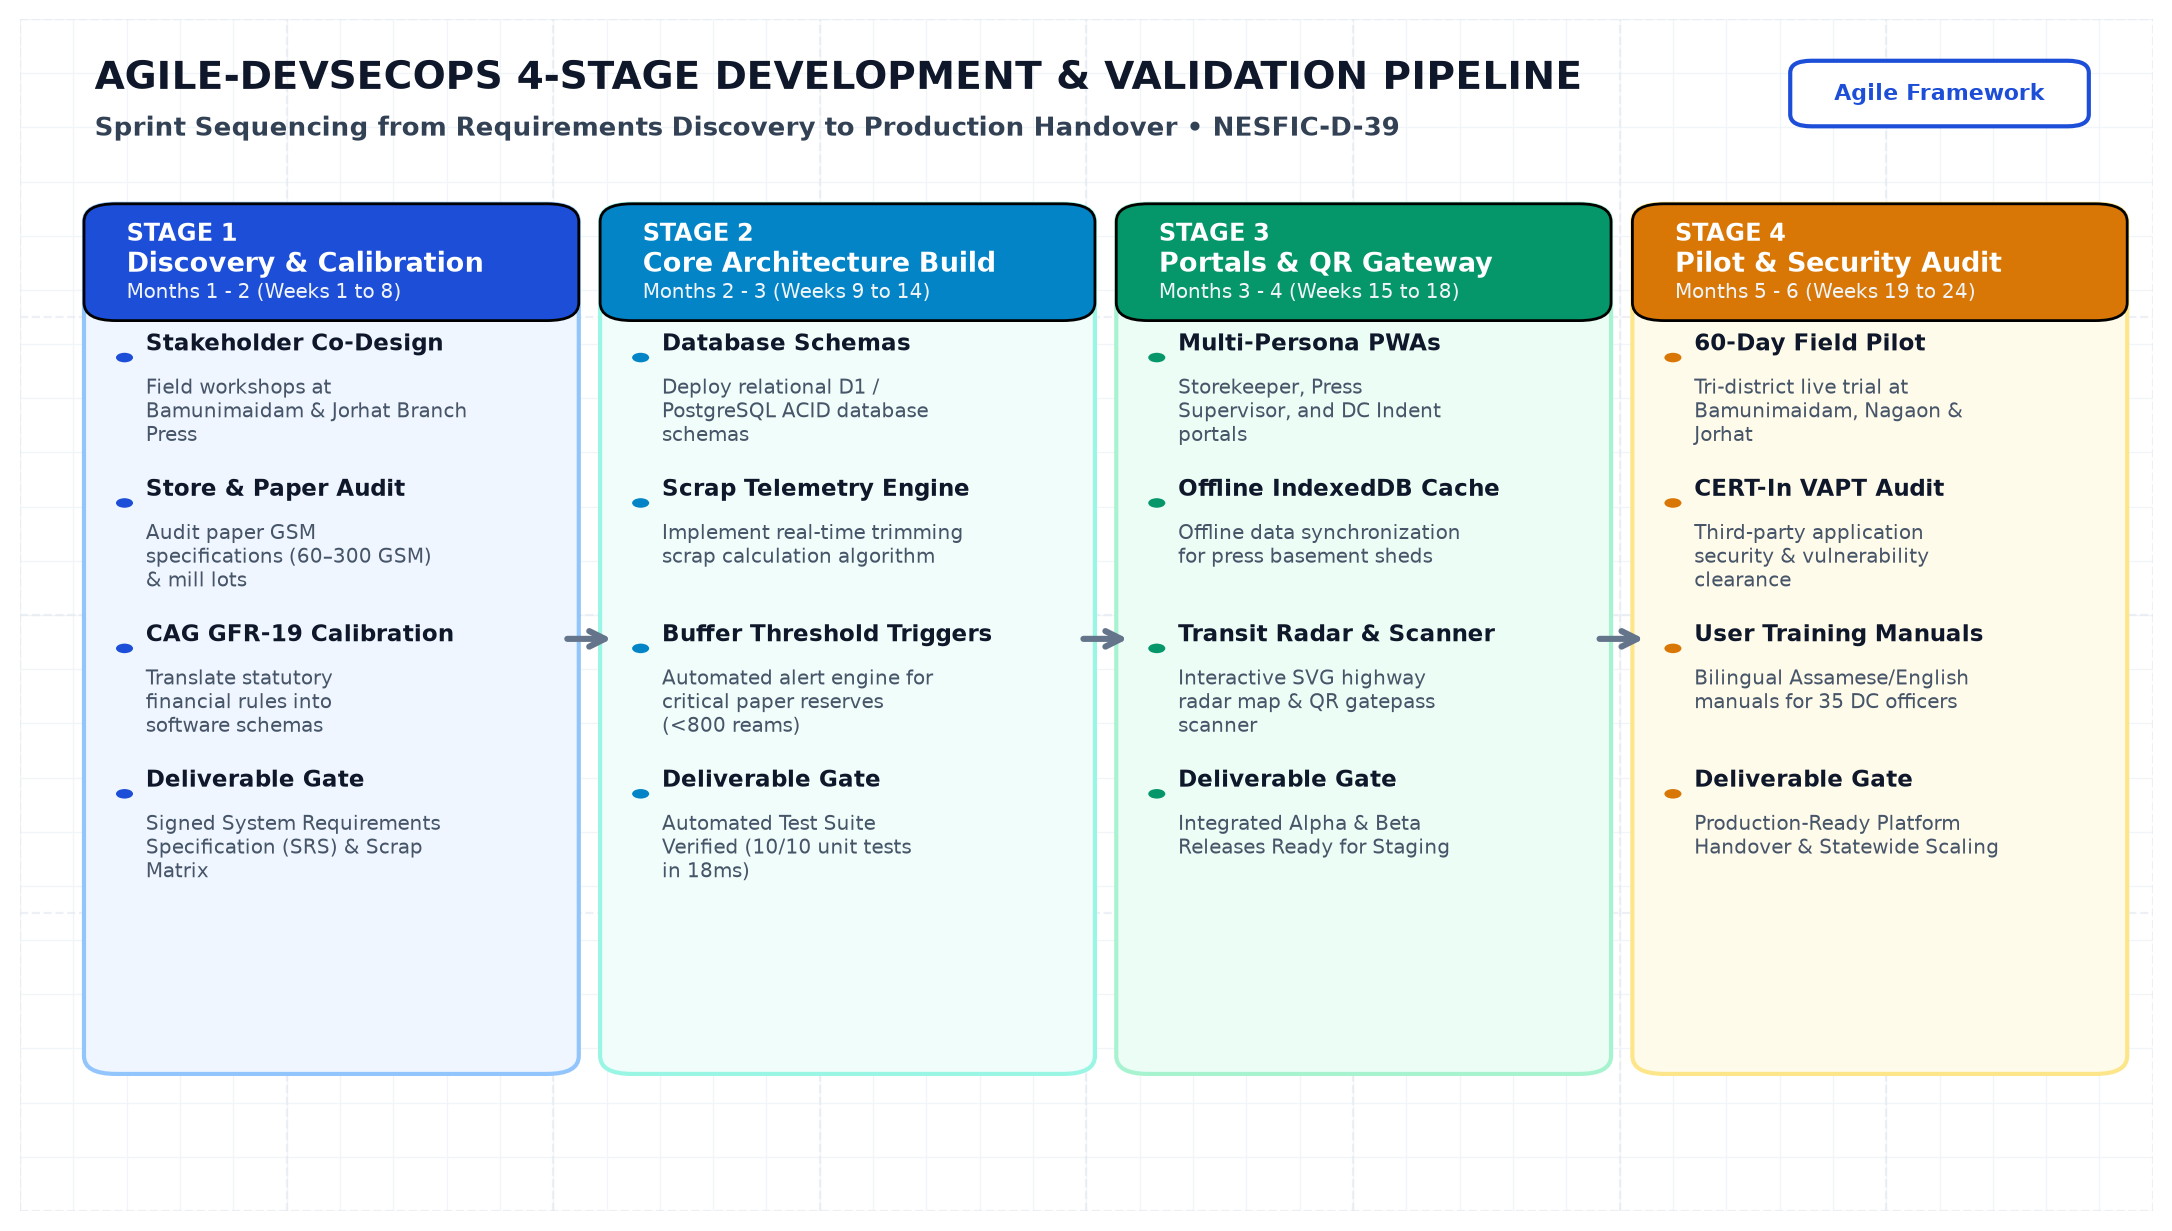 AGILE-DEVSECOPS 4-STAGE DEVELOPMENT & VALIDATION PIPELINE
Sprint Sequencing from Requirements Discovery to Production Handover • NESFIC-D-39
Agile Framework
STAGE 1
Discovery & Calibration
Months 1 - 2 (Weeks 1 to 8)
Stakeholder Co-Design
Field workshops at
Bamunimaidam & Jorhat Branch
Press
Store & Paper Audit
Audit paper GSM
specifications (60–300 GSM)
& mill lots
CAG GFR-19 Calibration
Translate statutory
financial rules into
software schemas
Deliverable Gate
Signed System Requirements
Specification (SRS) & Scrap
Matrix
STAGE 2
Core Architecture Build
Months 2 - 3 (Weeks 9 to 14)
Database Schemas
Deploy relational D1 /
PostgreSQL ACID database
schemas
Scrap Telemetry Engine
Implement real-time trimming
scrap calculation algorithm
Buffer Threshold Triggers
Automated alert engine for
critical paper reserves
(<800 reams)
Deliverable Gate
Automated Test Suite
Verified (10/10 unit tests
in 18ms)
STAGE 3
Portals & QR Gateway
Months 3 - 4 (Weeks 15 to 18)
Multi-Persona PWAs
Storekeeper, Press
Supervisor, and DC Indent
portals
Offline IndexedDB Cache
Offline data synchronization
for press basement sheds
Transit Radar & Scanner
Interactive SVG highway
radar map & QR gatepass
scanner
Deliverable Gate
Integrated Alpha & Beta
Releases Ready for Staging
STAGE 4
Pilot & Security Audit
Months 5 - 6 (Weeks 19 to 24)
60-Day Field Pilot
Tri-district live trial at
Bamunimaidam, Nagaon &
Jorhat
CERT-In VAPT Audit
Third-party application
security & vulnerability
clearance
User Training Manuals
Bilingual Assamese/English
manuals for 35 DC officers
Deliverable Gate
Production-Ready Platform
Handover & Statewide Scaling